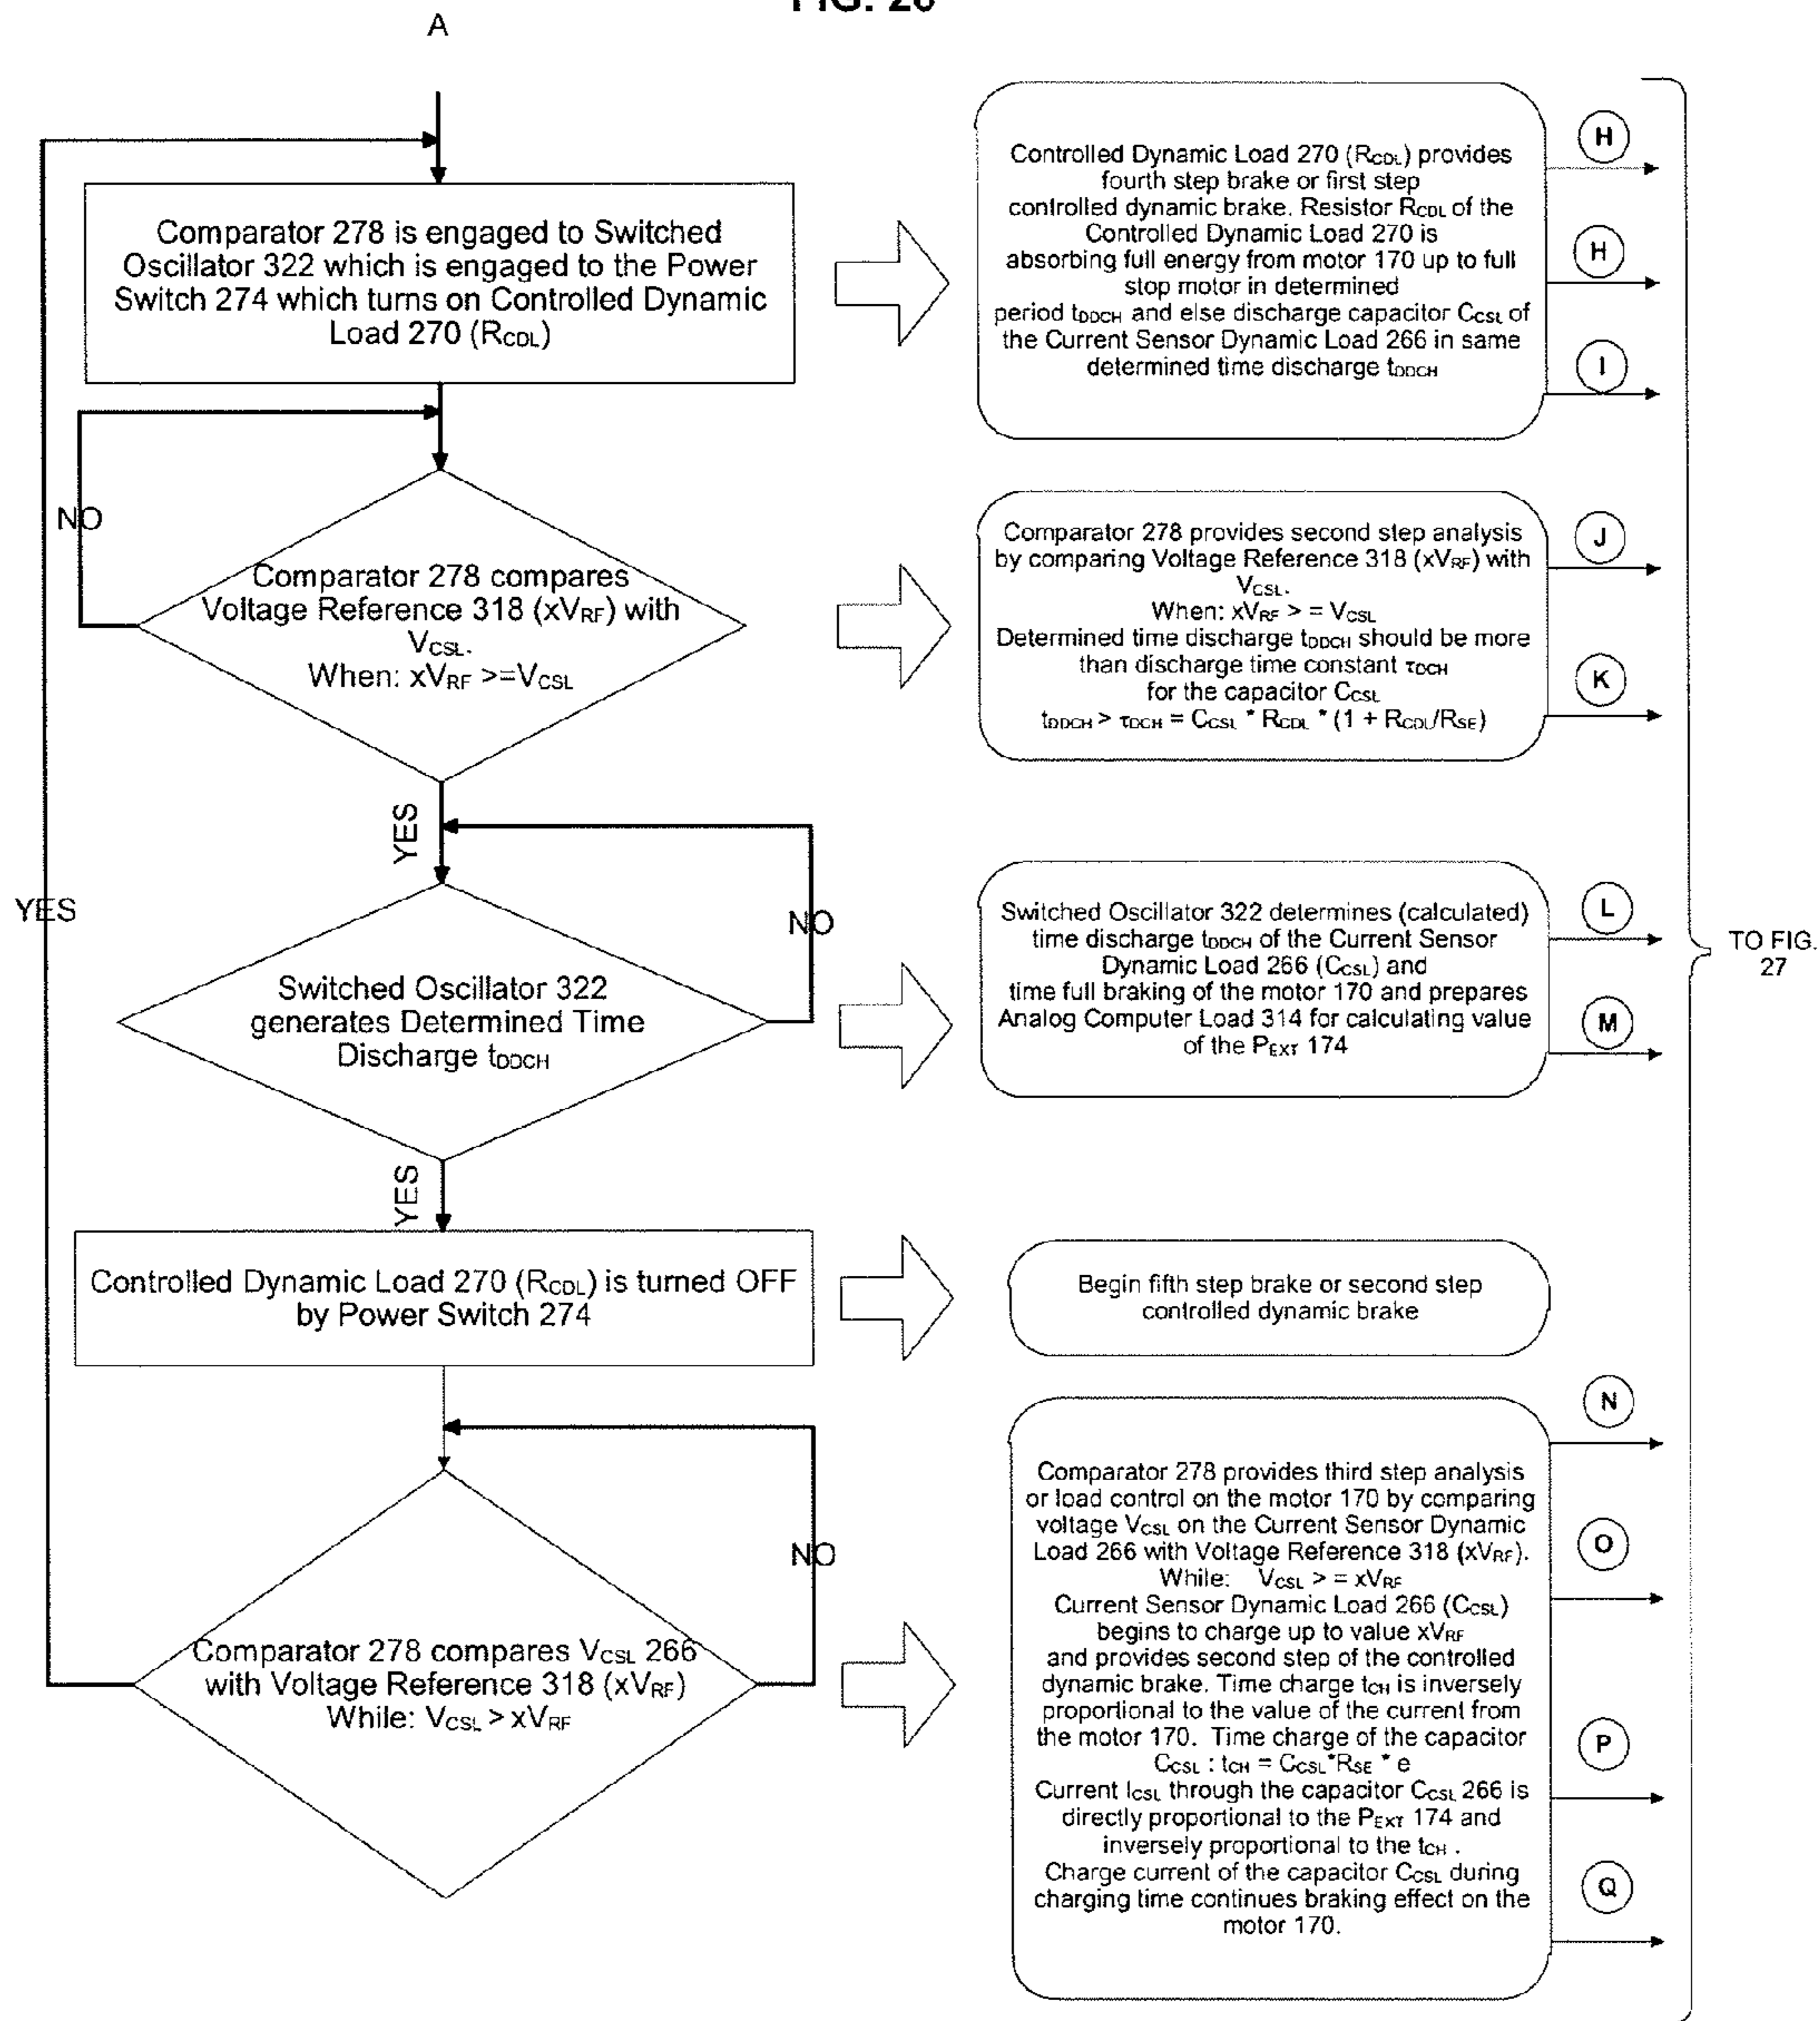 A
Comparator 278 is engaged to Switched
Oscillator 322 which is engaged to the Power
Switch 274 which turns on Controlled Dynamic
Load 270 (RCDL)
Controlled Dynamic Load 270 (RCDL) provides
fourth step brake or first step
controlled dynamic brake. Resistor RCDL of the
Controlled Dynamic Load 270 is
absorbing full energy from motor 170 up to full
stop motor in determined
period tDDCH and else discharge capacitor CCSL of
the Current Sensor Dynamic Load 266 in same
determined time discharge tDDCH
H
H
I
NO
Comparator 278 compares
Voltage Reference 318 (xVRF) with
VCSL.
When: xVRF >=VCSL
Comparator 278 provides second step analysis
by comparing Voltage Reference 318 (xVRF) with
VCSL.
When: xVRF > = VCSL
Determined time discharge tDDCH should be more
than discharge time constant τDCH
for the capacitor CCSL
tDDCH > τDCH = CCSL * RCDL * (1 + RCDL/RSE)
J
K
YES
YES
NO
Switched Oscillator 322
generates Determined Time
Discharge tDDCH
Switched Oscillator 322 determines (calculated)
time discharge tDDCH of the Current Sensor
Dynamic Load 266 (CCSL) and
time full braking of the motor 170 and prepares
Analog Computer Load 314 for calculating value
of the PEXT 174
L
M
TO FIG.
27
YES
Controlled Dynamic Load 270 (RCDL) is turned OFF
by Power Switch 274
Begin fifth step brake or second step
controlled dynamic brake
NO
Comparator 278 compares VCSL 266
with Voltage Reference 318 (xVRF)
While: VCSL > xVRF
Comparator 278 provides third step analysis
or load control on the motor 170 by comparing
voltage VCSL on the Current Sensor Dynamic
Load 266 with Voltage Reference 318 (xVRF).
While: VCSL > = xVRF
Current Sensor Dynamic Load 266 (CCSL)
begins to charge up to value xVRF
and provides second step of the controlled
dynamic brake. Time charge tCH is inversely
proportional to the value of the current from
the motor 170. Time charge of the capacitor
CCSL : tCH = CCSL*RSE * e
Current ICSL through the capacitor CCSL 266 is
directly proportional to the PEXT 174 and
inversely proportional to the tCH .
Charge current of the capacitor CCSL during
charging time continues braking effect on the
motor 170.
N
O
P
Q